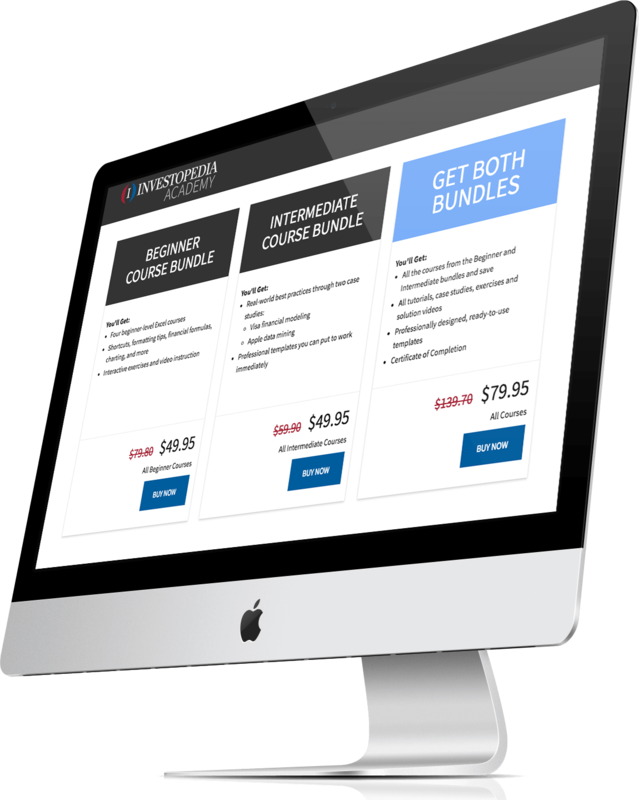 INVESTOPEDIA
ACADEMY
BEGINNER
COURSE BUNDLE
You'll Get:
Four beginner-level Excel courses
Shortcuts, formatting tips, financial formulas,
charting, and more
Interactive exercises and video instruction
$79.80 $49.95
All Beginner Courses
BUY NOW
INTERMEDIATE
COURSE BUNDLE
You'll Get:
Real-world best practices through two case
studies:
Visa financial modeling
Apple data mining
Professional templates you can put to work
immediately
$59.90 $49.95
All Intermediate Courses
BUY NOW
GET BOTH
BUNDLES
You'll Get:
All the courses from the Beginner and
Intermediate bundles and save
All tutorials, case studies, exercises and
solution videos
Professionally designed, ready-to-use
templates
Certificate of Completion
$139.70 $79.95
All Courses
BUY NOW